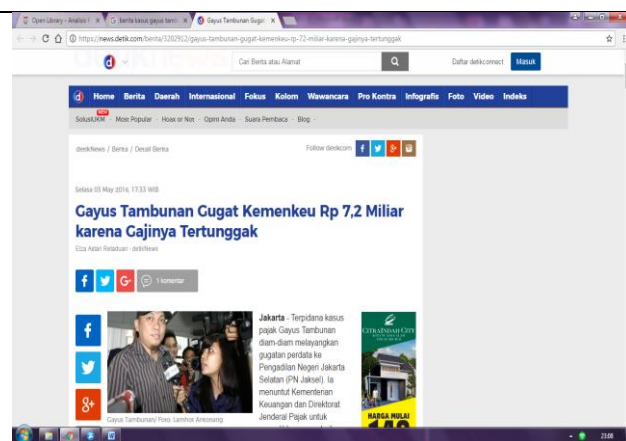 Open Library - Analisis I
berita kasus gayus tamb
Gayus Tambunan Gugat
https://news.detik.com/berita/3202912/gayus-tambunan-gugat-kemenkeu-rp-72-miliar-karena-gajinya-tertunggak
d
Cari Berita atau Alamat
Daftar detikconnect
Masuk
d Home Berita Daerah Internasional Fokus Kolom Wawancara Pro Kontra Infografis Foto Video Indeks
SolusiUKM Most Popular - Hoax or Not - Opini Anda - Suara Pembaca - Blog -
detikNews / Berita / Detail Berita
Follow detikcom
Selasa 03 May 2016, 17:33 WIB
Gayus Tambunan Gugat Kemenkeu Rp 7,2 Miliar
karena Gajinya Tertunggak
- detikNews
1 komentar
Jakarta - Terpidana kasus
pajak Gayus Tambunan
diam-diam melayangkan
gugatan perdata ke
Pengadilan Negeri Jakarta
Selatan (PN Jaksel). Ia
menuntut Kementerian
Keuangan dan Direktorat
Jenderal Pajak untuk
Gayus Tambunan/ Foto: Lamhot Aritonang
CITRAINDAH CITY
HARGA MULAI
23:08